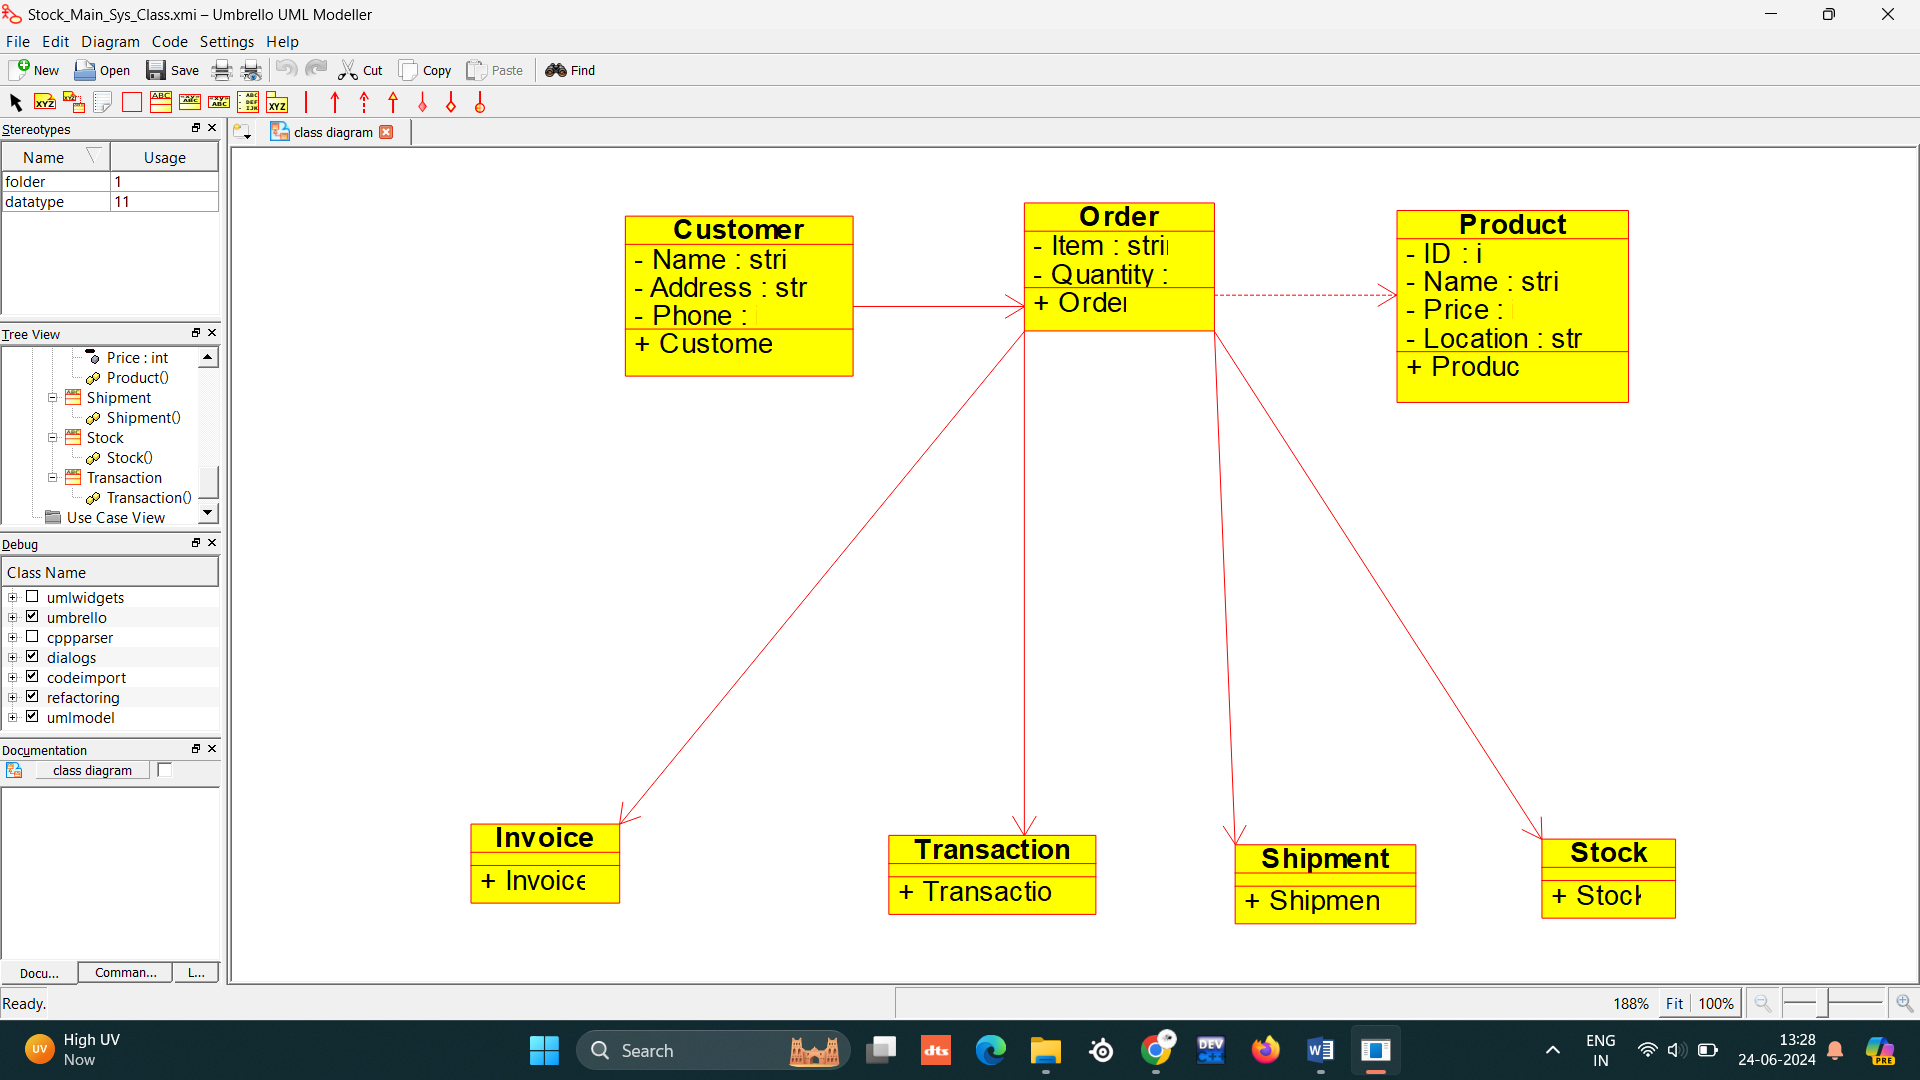 Stock_Main_Sys_Class.xmi – Umbrello UML Modeller
File Edit Diagram Code Settings Help
New Open Save Cut Copy Paste Find
Stereotypes
Name Usage
folder 1
datatype 11
Tree View
Price : int
Product()
Shipment
Shipment()
Stock
Stock()
Transaction
Transaction()
Use Case View
Debug
Class Name
umlwidgets
umbrello
cppparser
dialogs
codeimport
refactoring
umlmodel
Documentation
class diagram
Docu... Comman... L...
class diagram
Customer
- Name : stri
- Address : str
- Phone :
+ Custome
Order
- Item : stri
- Quantity :
+ Order
Product
- ID : i
- Name : stri
- Price :
- Location : str
+ Produc
Invoice
+ Invoice
Transaction
+ Transactio
Shipment
+ Shipmen
Stock
+ Stock
Ready.
188% Fit 100%
High UV
Now
Search
ENG
IN
13:28
24-06-2024